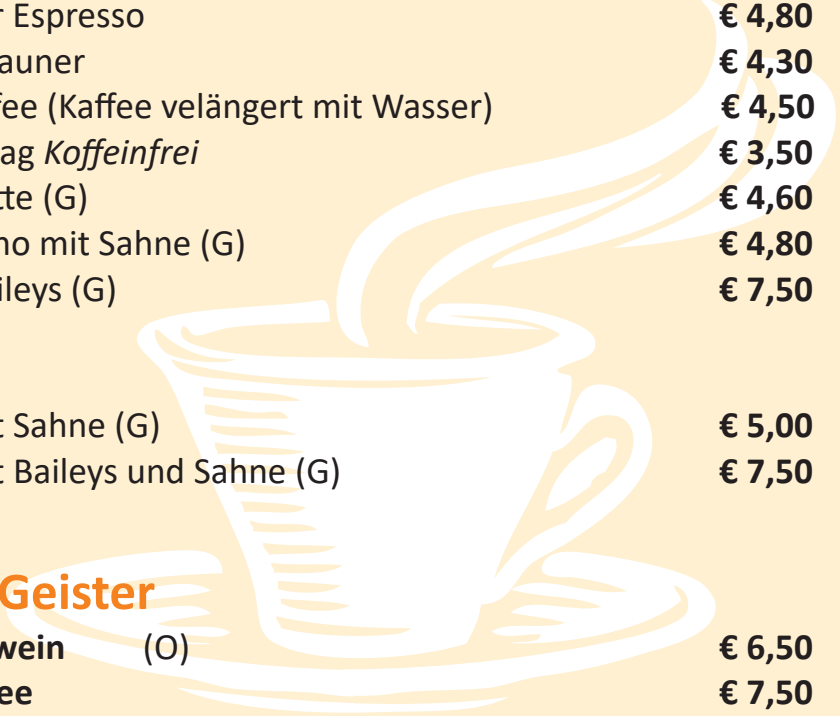 r Espresso € 4,80
auner € 4,30
fee (Kaffee velängert mit Wasser) € 4,50
ag Koffeinfrei € 3,50
tte (G) € 4,60
no mit Sahne (G) € 4,80
ileys (G) € 7,50
t Sahne (G) € 5,00
t Baileys und Sahne (G) € 7,50
Geister
wein (O) € 6,50
ee € 7,50